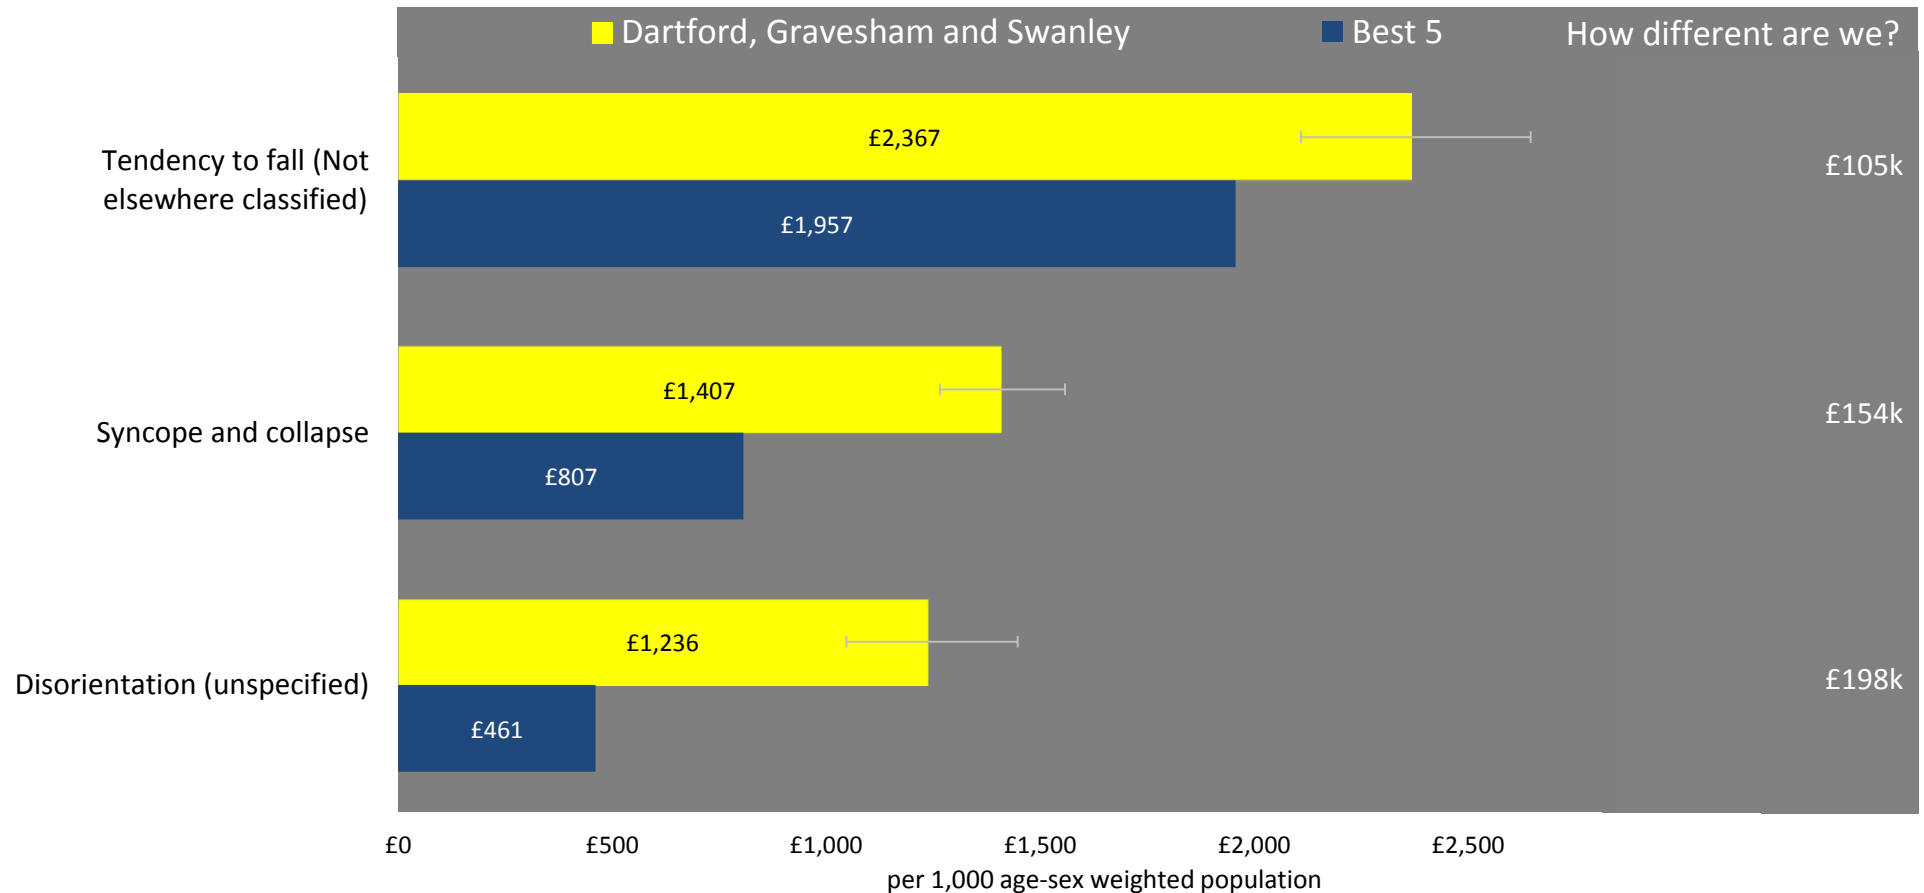 Dartford, Gravesham and Swanley
Best 5
How different are we?
Tendency to fall (Not
elsewhere classified)
£2,367
£1,957
£105k
Syncope and collapse
£1,407
£807
£154k
Disorientation (unspecified)
£1,236
£461
£198k
£0 £500 £1,000 £1,500 £2,000 £2,500
per 1,000 age-sex weighted population